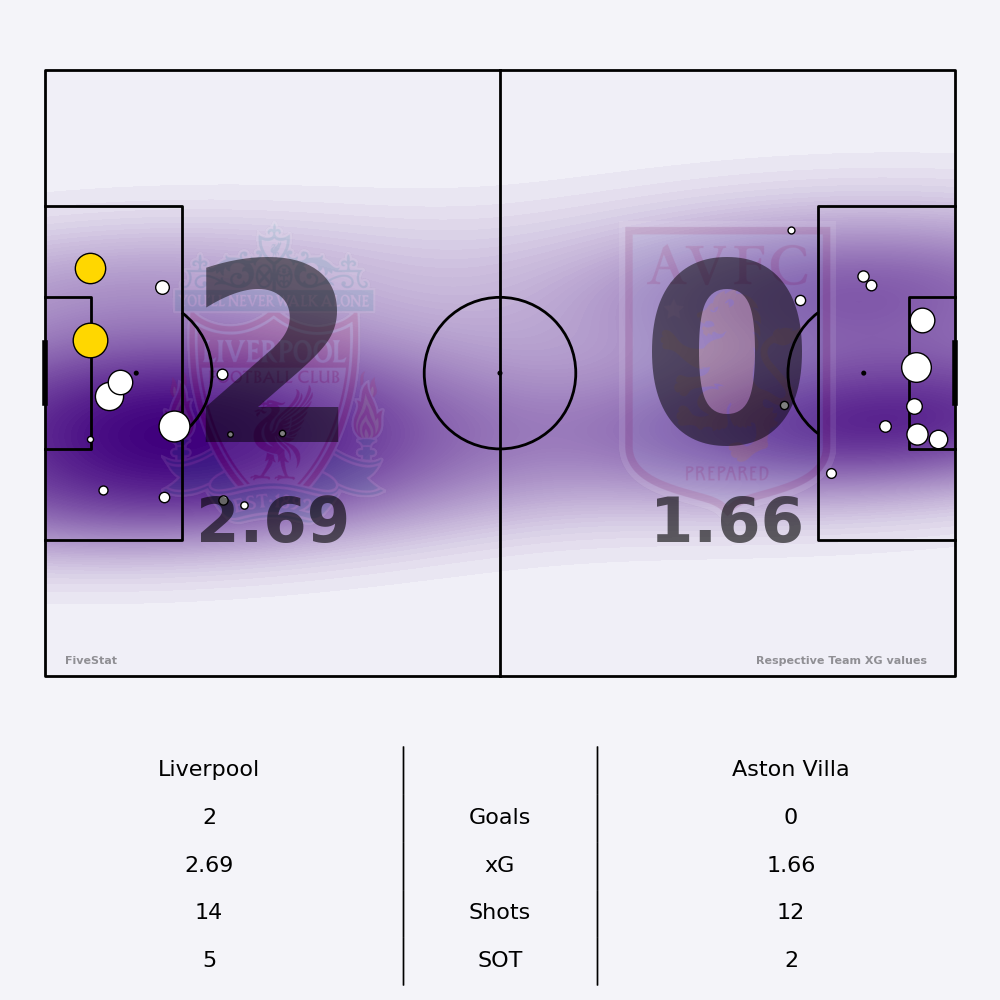 YOU'LL NEVER WALK ALONE
LIVERPOOL
FOOTBALL CLUB
AVFC
PREPARED
2
0
2.69
1.66
FiveStat
Respective Team XG values
Liverpool
Aston Villa
2
Goals
0
2.69
xG
1.66
14
Shots
12
5
SOT
2